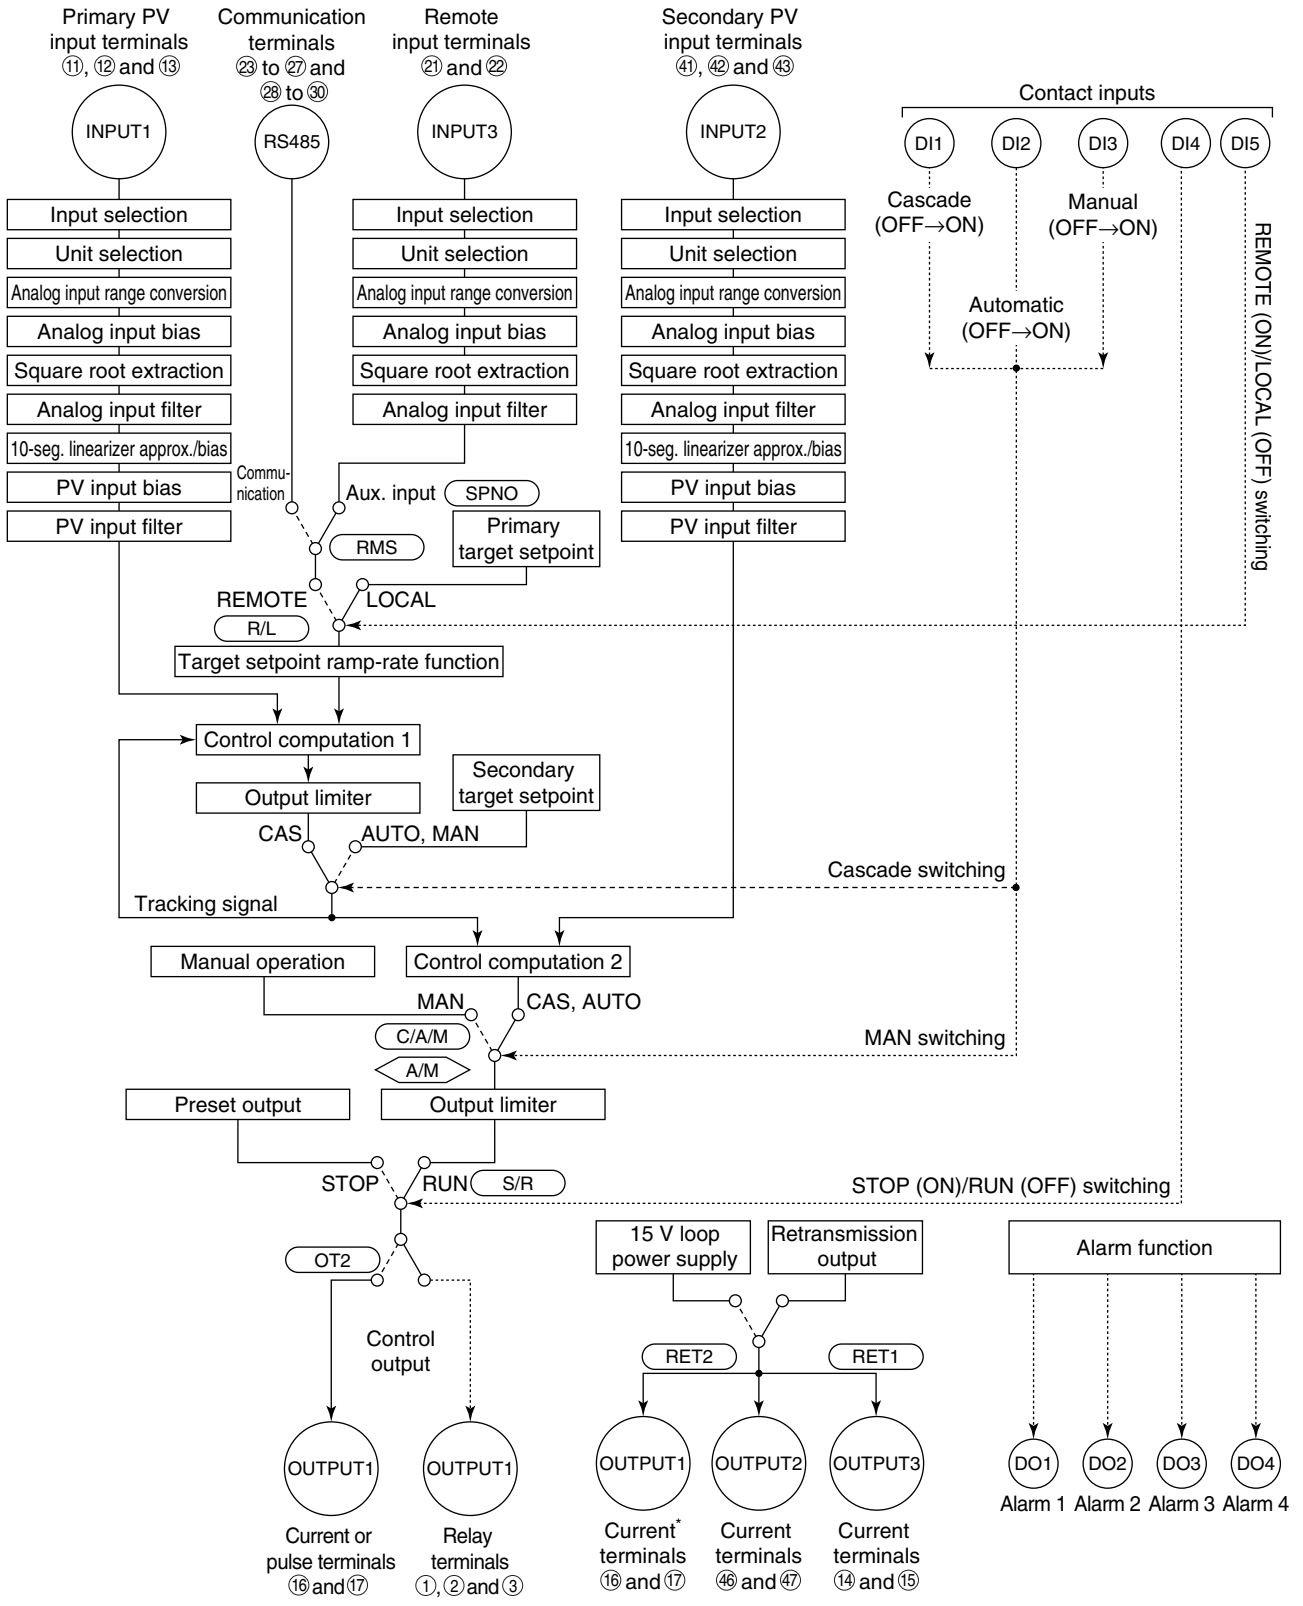 Primary PV
input terminals
⑪, ⑫ and ⑬
Communication
terminals
㉓ to ㉗ and
㉘ to ㉚
Remote
input terminals
㉑ and ㉒
Secondary PV
input terminals
㊶, ㊷ and ㊸
Contact inputs
INPUT1
RS485
INPUT3
INPUT2
DI1
DI2
DI3
DI4
DI5
Cascade
(OFF→ON)
Manual
(OFF→ON)
Automatic
(OFF→ON)
REMOTE (ON)/LOCAL (OFF) switching
Input selection
Unit selection
Analog input range conversion
Analog input bias
Square root extraction
Analog input filter
10-seg. linearizer approx./bias
PV input bias
PV input filter
Input selection
Unit selection
Analog input range conversion
Analog input bias
Square root extraction
Analog input filter
Input selection
Unit selection
Analog input range conversion
Analog input bias
Square root extraction
Analog input filter
10-seg. linearizer approx./bias
PV input bias
PV input filter
Commu-
nication
Aux. input
SPNO
RMS
Primary
target setpoint
REMOTE
LOCAL
R/L
Target setpoint ramp-rate function
Control computation 1
Output limiter
Secondary
target setpoint
CAS
AUTO, MAN
Cascade switching
Tracking signal
Manual operation
Control computation 2
MAN
CAS, AUTO
C/A/M
MAN switching
A/M
Preset output
Output limiter
STOP
RUN
S/R
STOP (ON)/RUN (OFF) switching
OT2
15 V loop
power supply
Retransmission
output
Alarm function
Control
output
RET2
RET1
OUTPUT1
OUTPUT1
OUTPUT1
OUTPUT2
OUTPUT3
DO1
DO2
DO3
DO4
Alarm 1
Alarm 2
Alarm 3
Alarm 4
Current or
pulse terminals
⑯ and ⑰
Relay
terminals
①, ② and ③
Current*
terminals
⑯ and ⑰
Current
terminals
㊻ and ㊼
Current
terminals
⑭ and ⑮